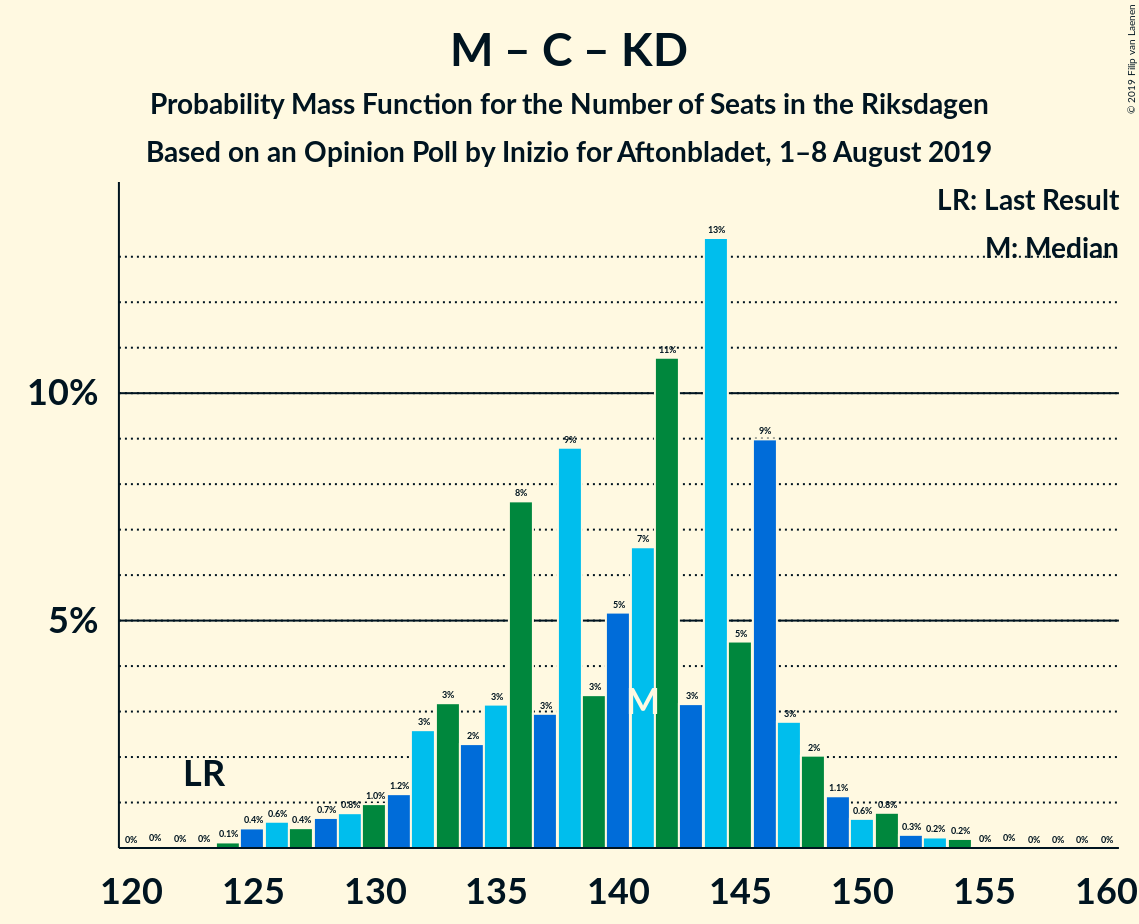 M – C – KD
Probability Mass Function for the Number of Seats in the Riksdagen
Based on an Opinion Poll by Inizio for Aftonbladet, 1–8 August 2019
© 2019 Filip van Laenen
LR: Last Result
M: Median
10%
5%
0% 0% 0% 0% 0.1% 0.4% 0.6% 0.4% 0.7% 0.8% 1.0% 1.2% 3% 3% 2% 3% 8% 3% 9% 3% 5% 7% 11% 3% 13% 5% 9% 3% 2% 1.1% 0.6% 0.8% 0.3% 0.2% 0.2% 0% 0% 0% 0% 0% 0%
M
LR
120 125 130 135 140 145 150 155 160